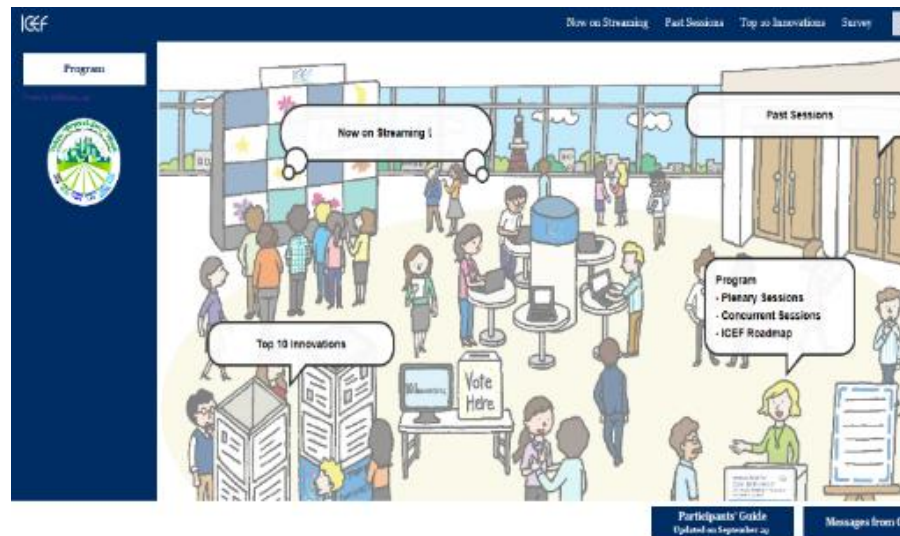 ICEF
Now on Streaming Past Sessions Top 10 Innovations Survey
Program
Now on Streaming !
Past Sessions
Program
- Plenary Sessions
- Concurrent Sessions
- ICEF Roadmap
Top 10 Innovations
Vote
Here
Participants' Guide
Updated on September 29
Messages from